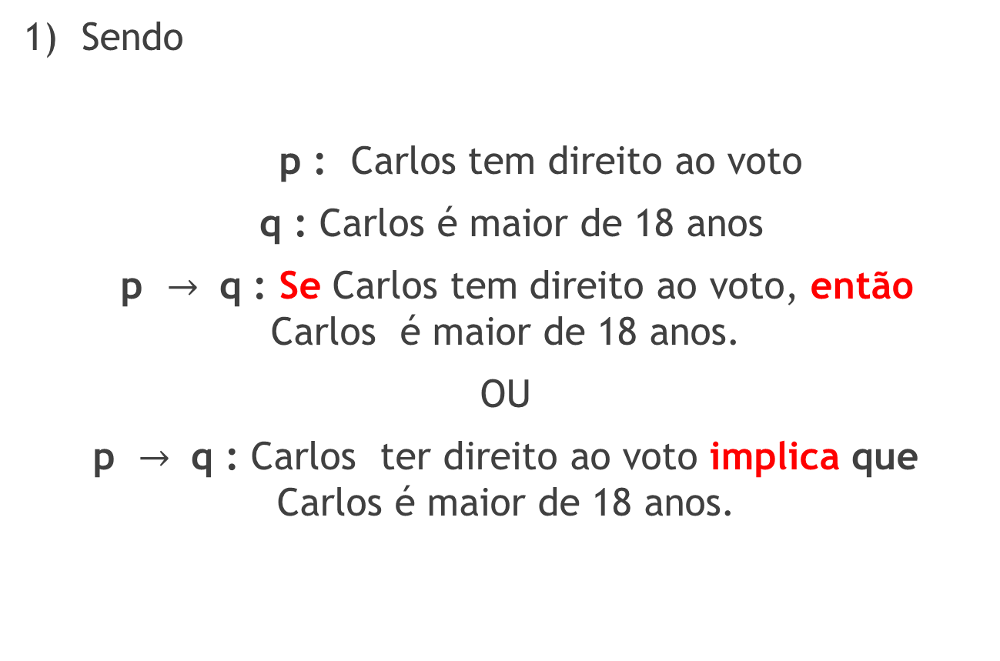 1) Sendo
p : Carlos tem direito ao voto
q : Carlos é maior de 18 anos
p → q : Se Carlos tem direito ao voto, então
Carlos é maior de 18 anos.
OU
p → q : Carlos ter direito ao voto implica que
Carlos é maior de 18 anos.